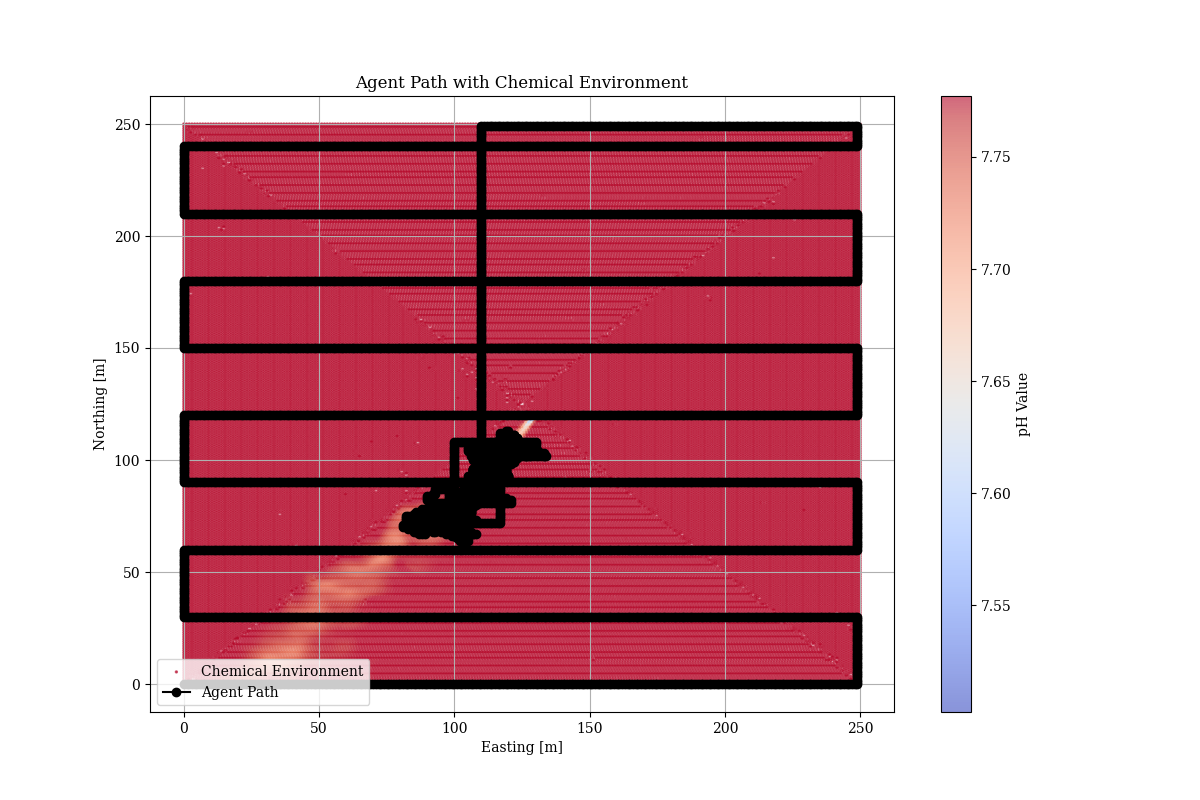 Agent Path with Chemical Environment
250
200
150
100
50
0
Northing [m]
0 50 100 150 200 250
Easting [m]
Chemical Environment
Agent Path
7.75
7.70
7.65
7.60
7.55
pH Value